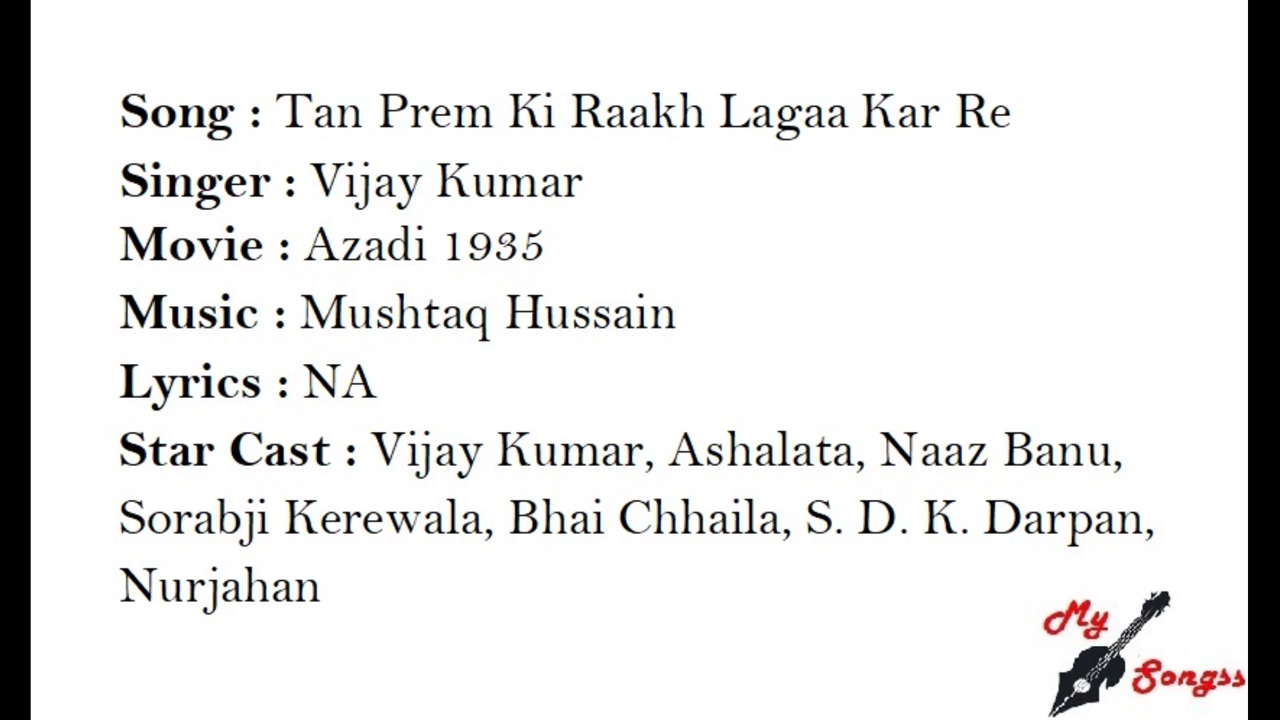 Song : Tan Prem Ki Raakh Lagaa Kar Re
Singer : Vijay Kumar
Movie : Azadi 1935
Music : Mushtaq Hussain
Lyrics : NA
Star Cast : Vijay Kumar, Ashalata, Naaz Banu,
Sorabji Kerewala, Bhai Chhaila, S. D. K. Darpan,
Nurjahan
My
Songss